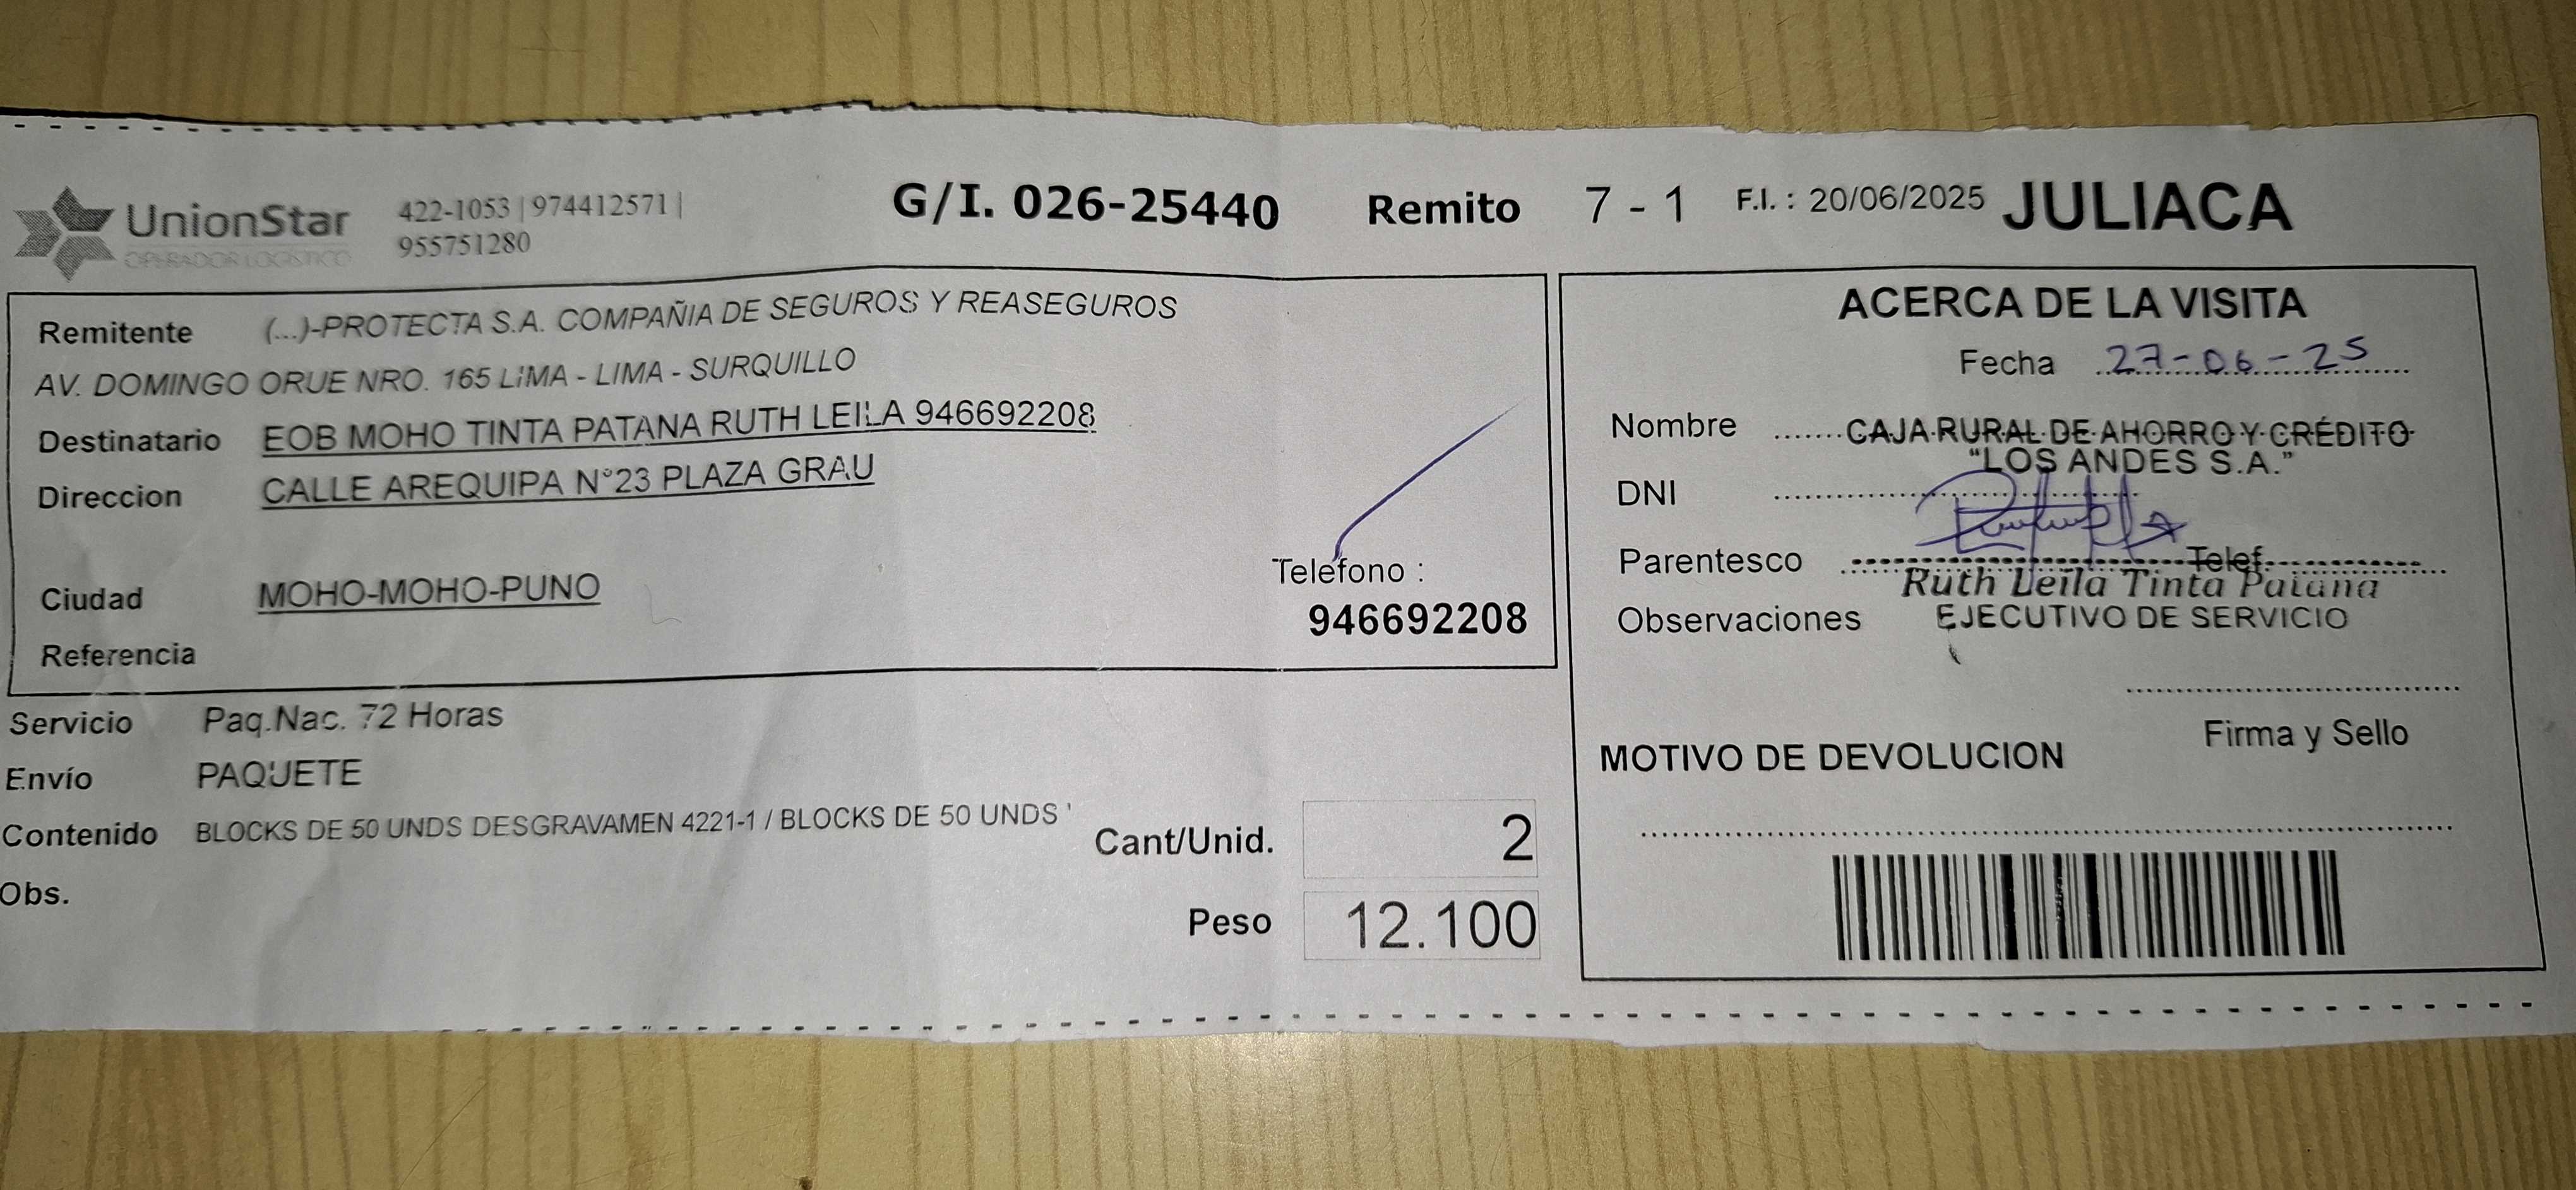 UnionStar
OPERADOR LOGISTICO
422-1053 | 974412571 |
955751280
G/I. 026-25440 Remito 7 - 1 F.I. : 20/06/2025 JULIACA
Remitente (...)-PROTECTA S.A. COMPAÑIA DE SEGUROS Y REASEGUROS
AV. DOMINGO ORUE NRO. 165 LIMA - LIMA - SURQUILLO
Destinatario EOB MOHO TINTA PATANA RUTH LEILA 946692208
Direccion CALLE AREQUIPA N°23 PLAZA GRAU
Ciudad MOHO-MOHO-PUNO
Referencia
Telefono :
946692208
Servicio Paq.Nac. 72 Horas
Envío PAQUETE
Contenido BLOCKS DE 50 UNDS DESGRAVAMEN 4221-1 / BLOCKS DE 50 UNDS '
Obs.
Cant/Unid. 2
Peso 12.100
ACERCA DE LA VISITA
Fecha 27-06-25
Nombre CAJA RURAL DE AHORRO Y CRÉDITO
"LOS ANDES S.A."
DNI
Parentesco Telef.
Ruth Leila Tinta Patana
Observaciones EJECUTIVO DE SERVICIO
Firma y Sello
MOTIVO DE DEVOLUCION